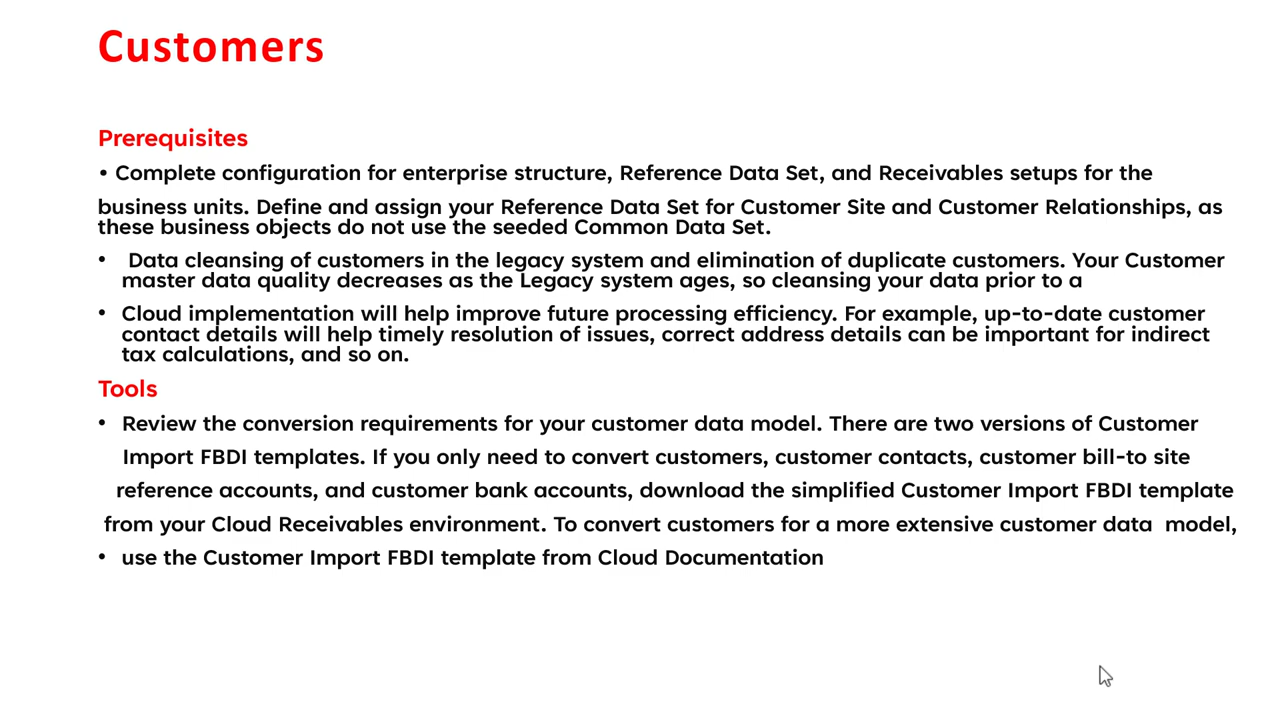 Customers
Prerequisites
• Complete configuration for enterprise structure, Reference Data Set, and Receivables setups for the
business units. Define and assign your Reference Data Set for Customer Site and Customer Relationships, as
these business objects do not use the seeded Common Data Set.
• Data cleansing of customers in the legacy system and elimination of duplicate customers. Your Customer
master data quality decreases as the Legacy system ages, so cleansing your data prior to a
• Cloud implementation will help improve future processing efficiency. For example, up-to-date customer
contact details will help timely resolution of issues, correct address details can be important for indirect
tax calculations, and so on.
Tools
• Review the conversion requirements for your customer data model. There are two versions of Customer
Import FBDI templates. If you only need to convert customers, customer contacts, customer bill-to site
reference accounts, and customer bank accounts, download the simplified Customer Import FBDI template
from your Cloud Receivables environment. To convert customers for a more extensive customer data  model,
• use the Customer Import FBDI template from Cloud Documentation